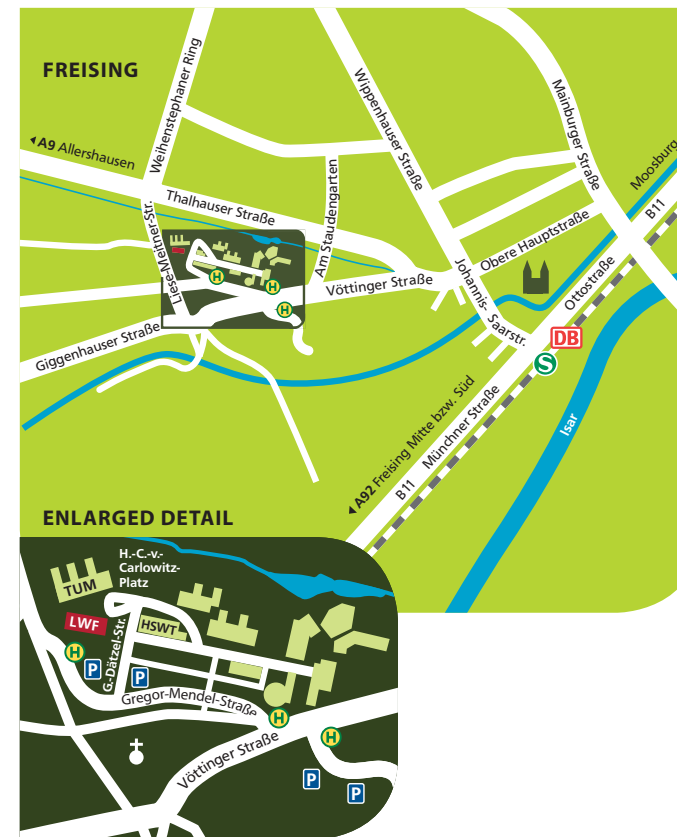 FREISING
Weihenstephaner Ring
Wippenhauser Straße
Mainburger Straße
◄A9 Allershausen
Moosburg
B11
Thalhauser Straße
Am Staudengarten
Liese-Meitner-Str.
Obere Hauptstraße
Vöttinger Straße
H
H
H
Johannis-
Saarstr.
Ottostraße
DB
S
Giggenhauser Straße
Isar
◄A92 Freising Mitte bzw. Süd
B11 Münchner Straße
ENLARGED DETAIL
H.-C.-v.-
Carlowitz-
Platz
TUM
LWF
HSWT
G.-Dätzel-Str.
H
P
P
Gregor-Mendel-Straße
H
H
Vöttinger Straße
P
P